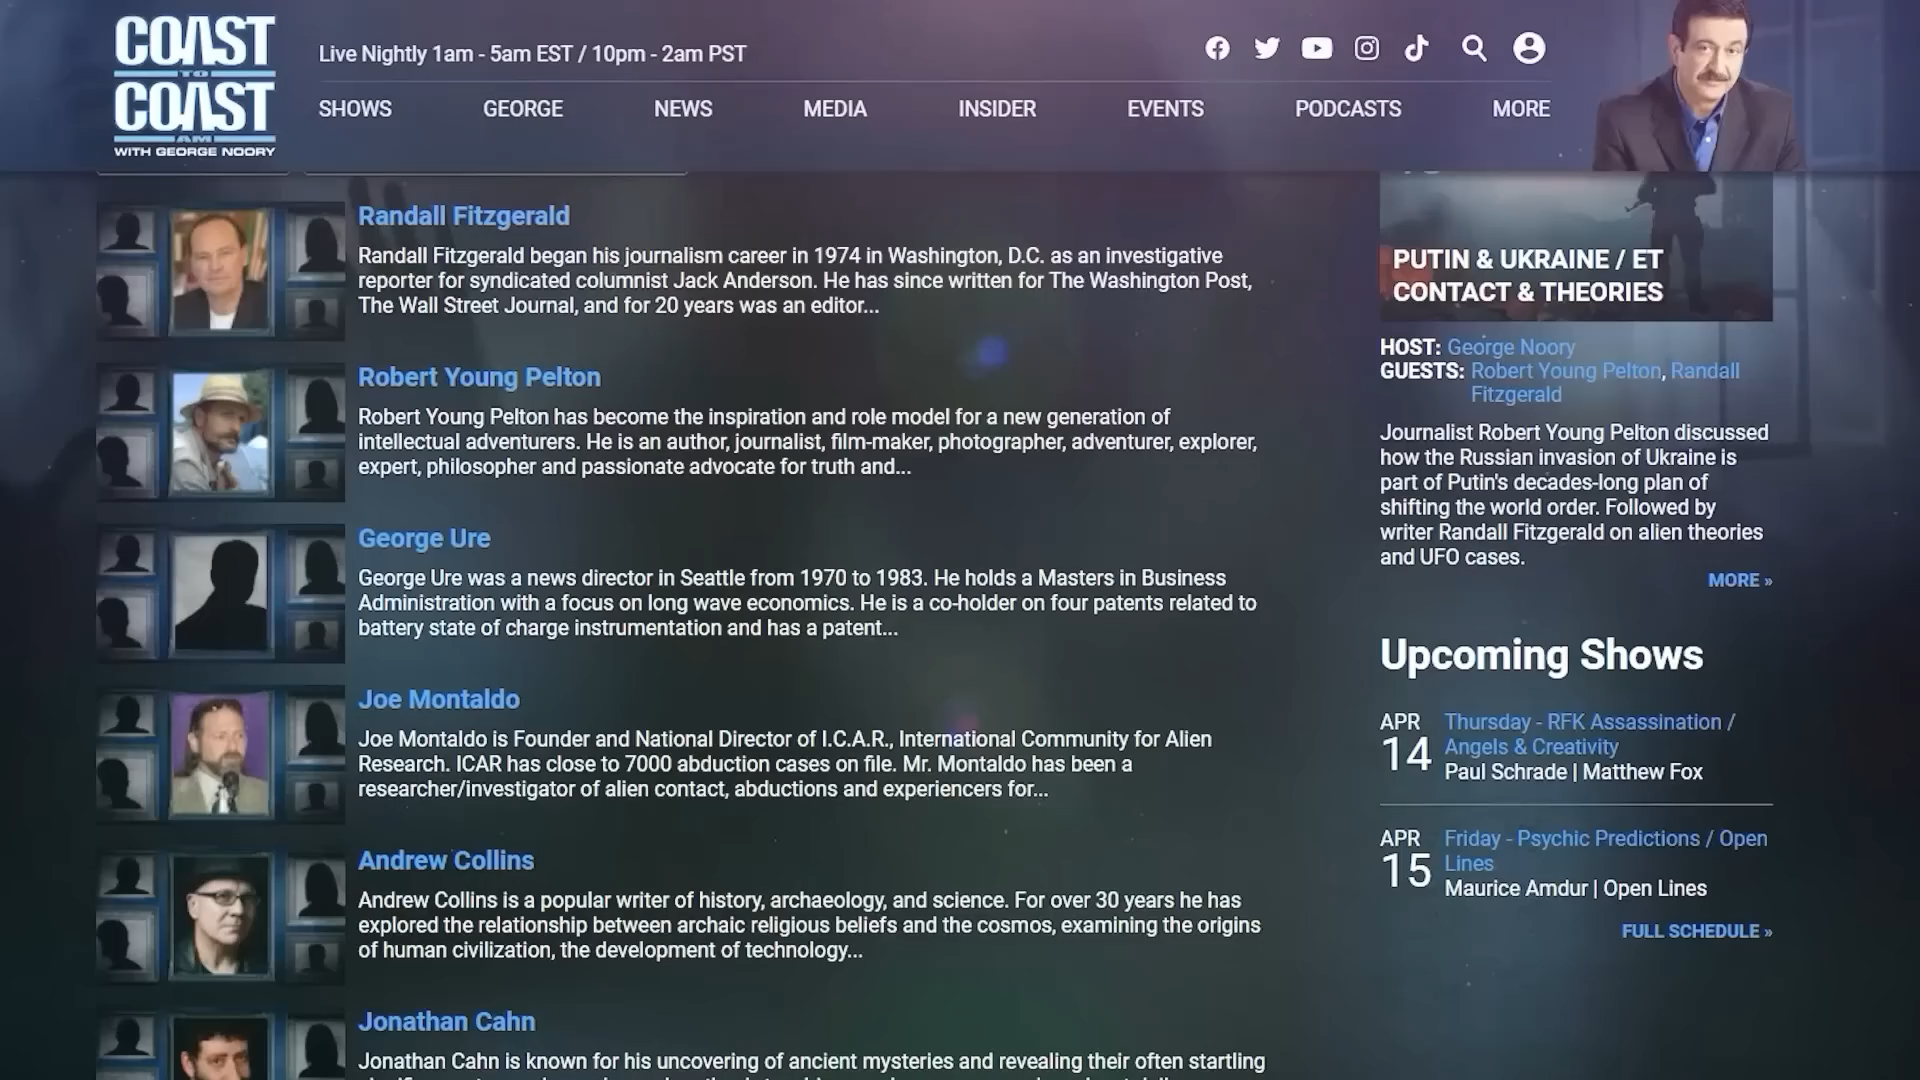 COAST
TO
COAST
AM
WITH GEORGE NOORY
Live Nightly 1am - 5am EST / 10pm - 2am PST
SHOWS GEORGE NEWS MEDIA INSIDER EVENTS PODCASTS MORE
Randall Fitzgerald
Randall Fitzgerald began his journalism career in 1974 in Washington, D.C. as an investigative
reporter for syndicated columnist Jack Anderson. He has since written for The Washington Post,
The Wall Street Journal, and for 20 years was an editor...
Robert Young Pelton
Robert Young Pelton has become the inspiration and role model for a new generation of
intellectual adventurers. He is an author, journalist, film-maker, photographer, adventurer, explorer,
expert, philosopher and passionate advocate for truth and...
George Ure
George Ure was a news director in Seattle from 1970 to 1983. He holds a Masters in Business
Administration with a focus on long wave economics. He is a co-holder on four patents related to
battery state of charge instrumentation and has a patent...
Joe Montaldo
Joe Montaldo is Founder and National Director of I.C.A.R., International Community for Alien
Research. ICAR has close to 7000 abduction cases on file. Mr. Montaldo has been a
researcher/investigator of alien contact, abductions and experiencers for...
Andrew Collins
Andrew Collins is a popular writer of history, archaeology, and science. For over 30 years he has
explored the relationship between archaic religious beliefs and the cosmos, examining the origins
of human civilization, the development of technology...
Jonathan Cahn
Jonathan Cahn is known for his uncovering of ancient mysteries and revealing their often startling
PUTIN & UKRAINE / ET
CONTACT & THEORIES
HOST: George Noory
GUESTS: Robert Young Pelton, Randall
Fitzgerald
Journalist Robert Young Pelton discussed
how the Russian invasion of Ukraine is
part of Putin's decades-long plan of
shifting the world order. Followed by
writer Randall Fitzgerald on alien theories
and UFO cases.
MORE »
Upcoming Shows
APR
14
Thursday - RFK Assassination /
Angels & Creativity
Paul Schrade | Matthew Fox
APR
15
Friday - Psychic Predictions / Open
Lines
Maurice Amdur | Open Lines
FULL SCHEDULE »